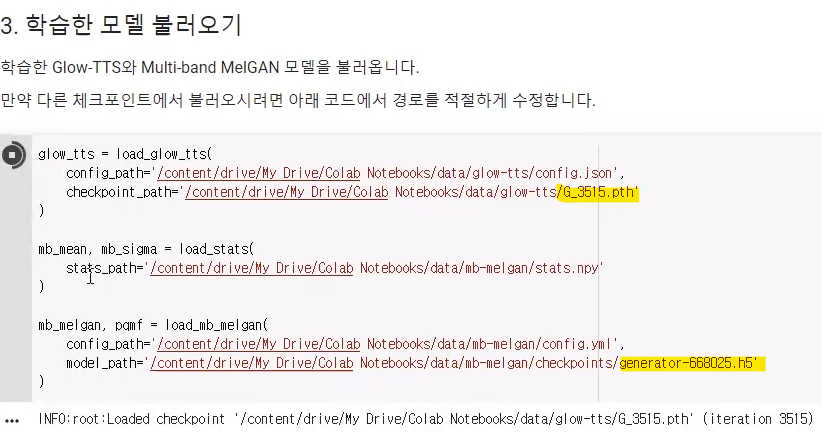 3. 학습한 모델 불러오기
학습한 Glow-TTS와 Multi-band MelGAN 모델을 불러옵니다.
만약 다른 체크포인트에서 불러오시려면 아래 코드에서 경로를 적절하게 수정합니다.
glow_tts = load_glow_tts(
config_path='/content/drive/My Drive/Colab Notebooks/data/glow-tts/config.json',
checkpoint_path='/content/drive/My Drive/Colab Notebooks/data/glow-tts/G_3515.pth'
)
mb_mean, mb_sigma = load_stats(
stats_path='/content/drive/My Drive/Colab Notebooks/data/mb-melgan/stats.npy'
)
mb_melgan, pqmf = load_mb_melgan(
config_path='/content/drive/My Drive/Colab Notebooks/data/mb-melgan/config.yml',
model_path='/content/drive/My Drive/Colab Notebooks/data/mb-melgan/checkpoints/generator-668025.h5'
)
INFO:root:Loaded checkpoint '/content/drive/My Drive/Colab Notebooks/data/glow-tts/G_3515.pth' (iteration 3515)